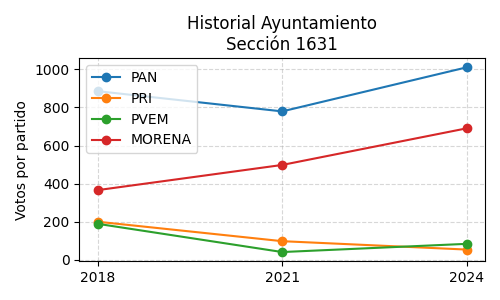 Historial Ayuntamiento
Sección 1631
Votos por partido
1000
800
600
400
200
0
PAN
PRI
PVEM
MORENA
2018
2021
2024